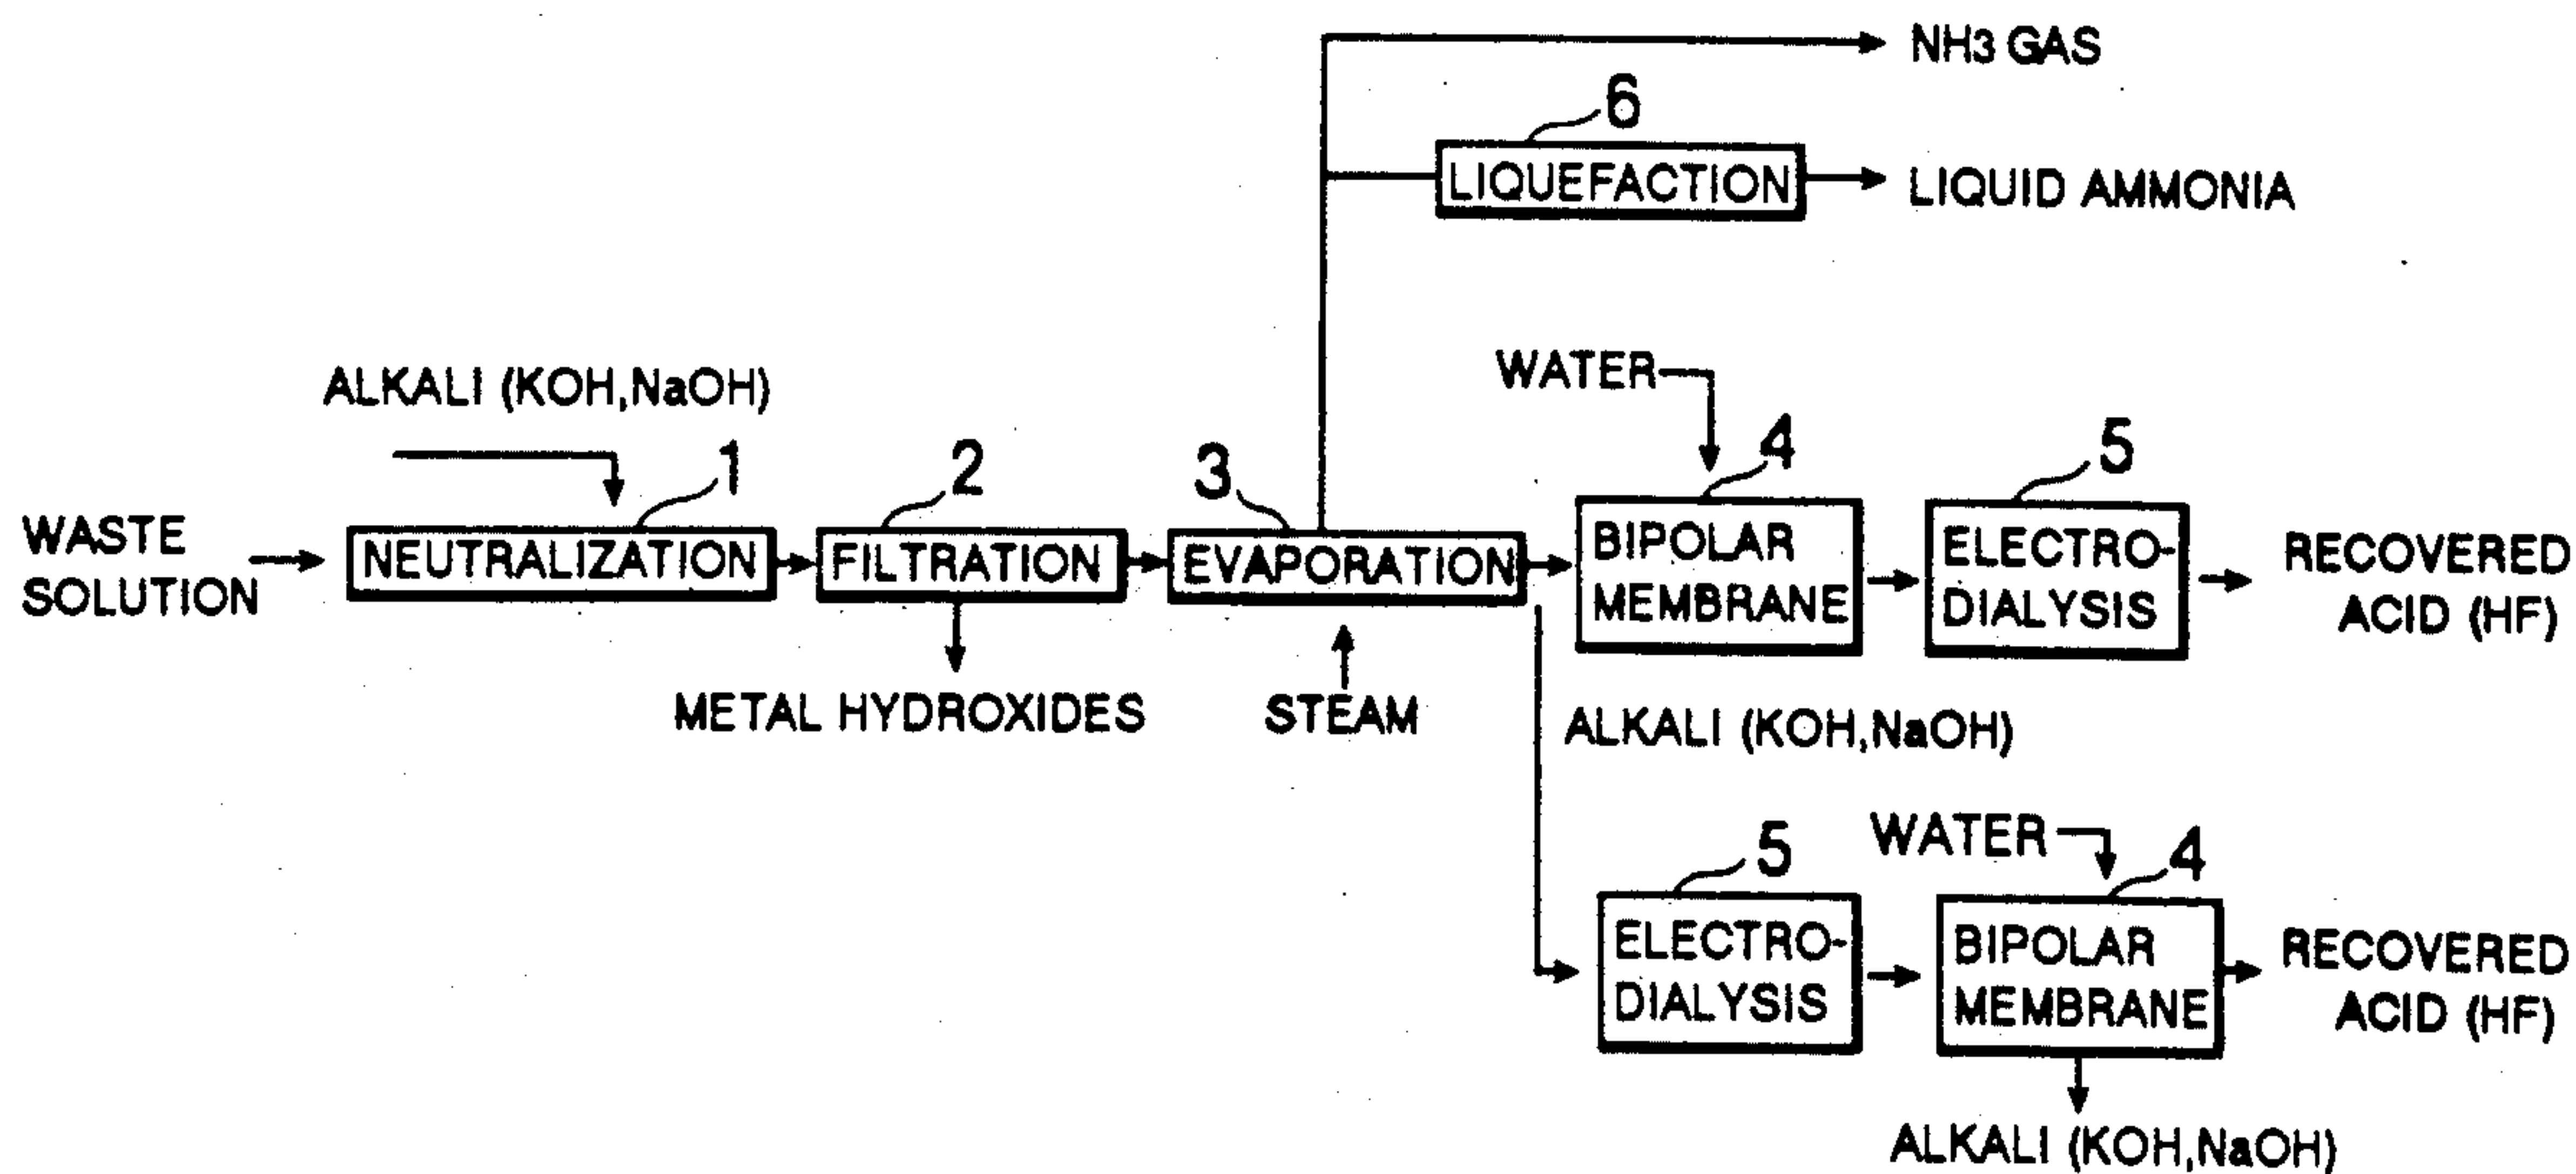 NH3 GAS
6
LIQUEFACTION
LIQUID AMMONIA
ALKALI (KOH,NaOH)
WATER
1
2
3
4
5
WASTE
SOLUTION
NEUTRALIZATION
FILTRATION
EVAPORATION
BIPOLAR
MEMBRANE
ELECTRO-
DIALYSIS
RECOVERED
ACID (HF)
METAL HYDROXIDES
STEAM
ALKALI (KOH,NaOH)
WATER
5
4
ELECTRO-
DIALYSIS
BIPOLAR
MEMBRANE
RECOVERED
ACID (HF)
ALKALI (KOH,NaOH)